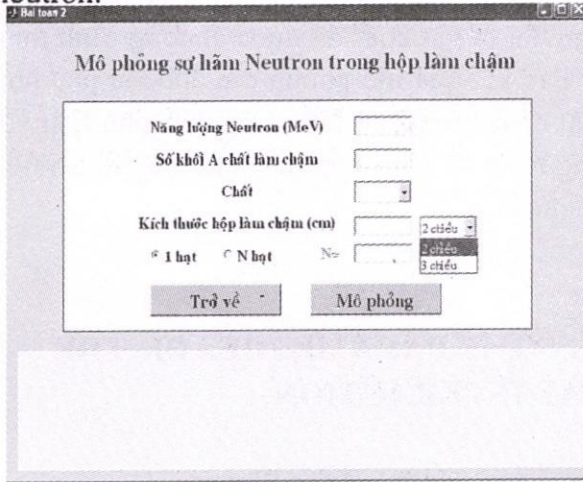 Bai toan 2
Mô phỏng sự hãm Neutron trong hộp làm chậm
Năng lượng Neutron (MeV)
Số khối A chất làm chậm
Chất
Kích thước hộp làm chậm (cm) 2 chiều
2 chiều
1 hạt N hạt N=
3 chiều
Trở về Mô phỏng